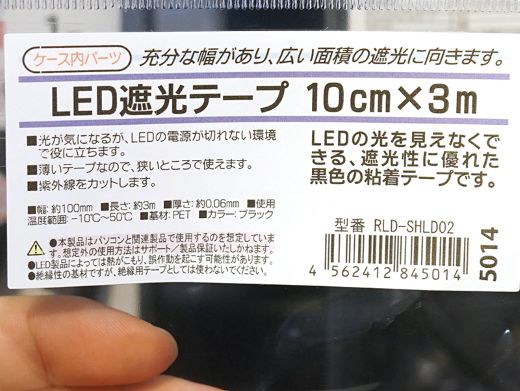 ケース内パーツ 充分な幅があり、広い面積の遮光に向きます。
LED遮光テープ 10cm×3m
■光が気になるが、LEDの電源が切れない環境
で役に立ちます。
■薄いテープなので、狭いところで使えます。
■紫外線をカットします。
■幅:約100mm■長さ:約3m■厚さ:約0.06mm■使用
温度範囲:-10℃〜50℃■基材:PET ■カラー:ブラック
●本製品はパソコンと関連製品で使用するのを想定していま
す。想定外の使用方法はサポート/製品保証いたしかねます。
●LED製品によっては熱がこもり、誤作動を起こす可能性があります。
●絶縁性の基材ですが、絶縁用テープとしては使わないでください。
LEDの光を見えなくで
きる、遮光性に優れた
黒色の粘着テープです。
型番 RLD-SHLD02
4 562412 845014
5014